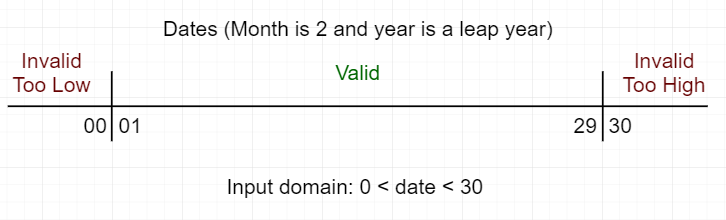 Dates (Month is 2 and year is a leap year)
Invalid
Too Low
Valid
Invalid
Too High
00 01
29 30
Input domain: 0 < date < 30